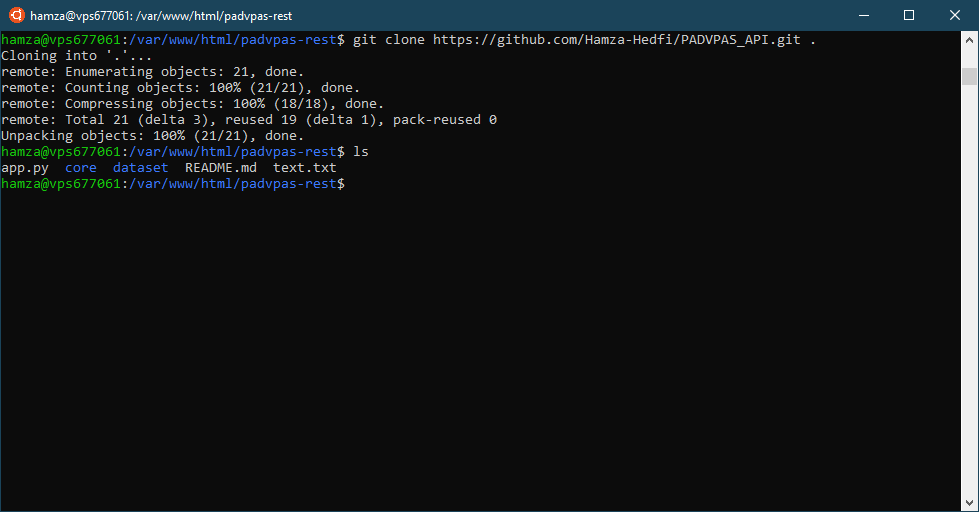 hamza@vps677061: /var/www/html/padvpas-rest
hamza@vps677061:/var/www/html/padvpas-rest$ git clone https://github.com/Hamza-Hedfi/PADVPAS_API.git .
Cloning into '.'...
remote: Enumerating objects: 21, done.
remote: Counting objects: 100% (21/21), done.
remote: Compressing objects: 100% (18/18), done.
remote: Total 21 (delta 3), reused 19 (delta 1), pack-reused 0
Unpacking objects: 100% (21/21), done.
hamza@vps677061:/var/www/html/padvpas-rest$ ls
app.py  core  dataset  README.md  text.txt
hamza@vps677061:/var/www/html/padvpas-rest$